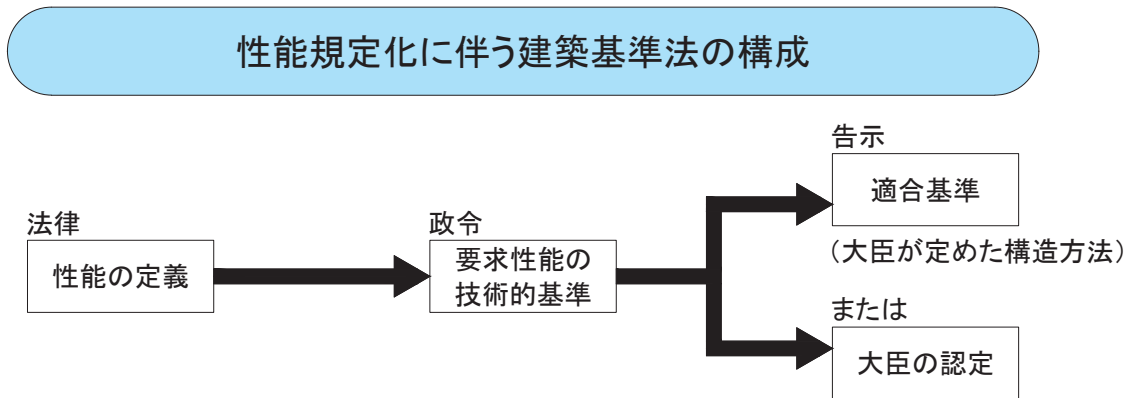 性能規定化に伴う建築基準法の構成
法律
性能の定義
政令
要求性能の
技術的基準
告示
適合基準
（大臣が定めた構造方法）
または
大臣の認定